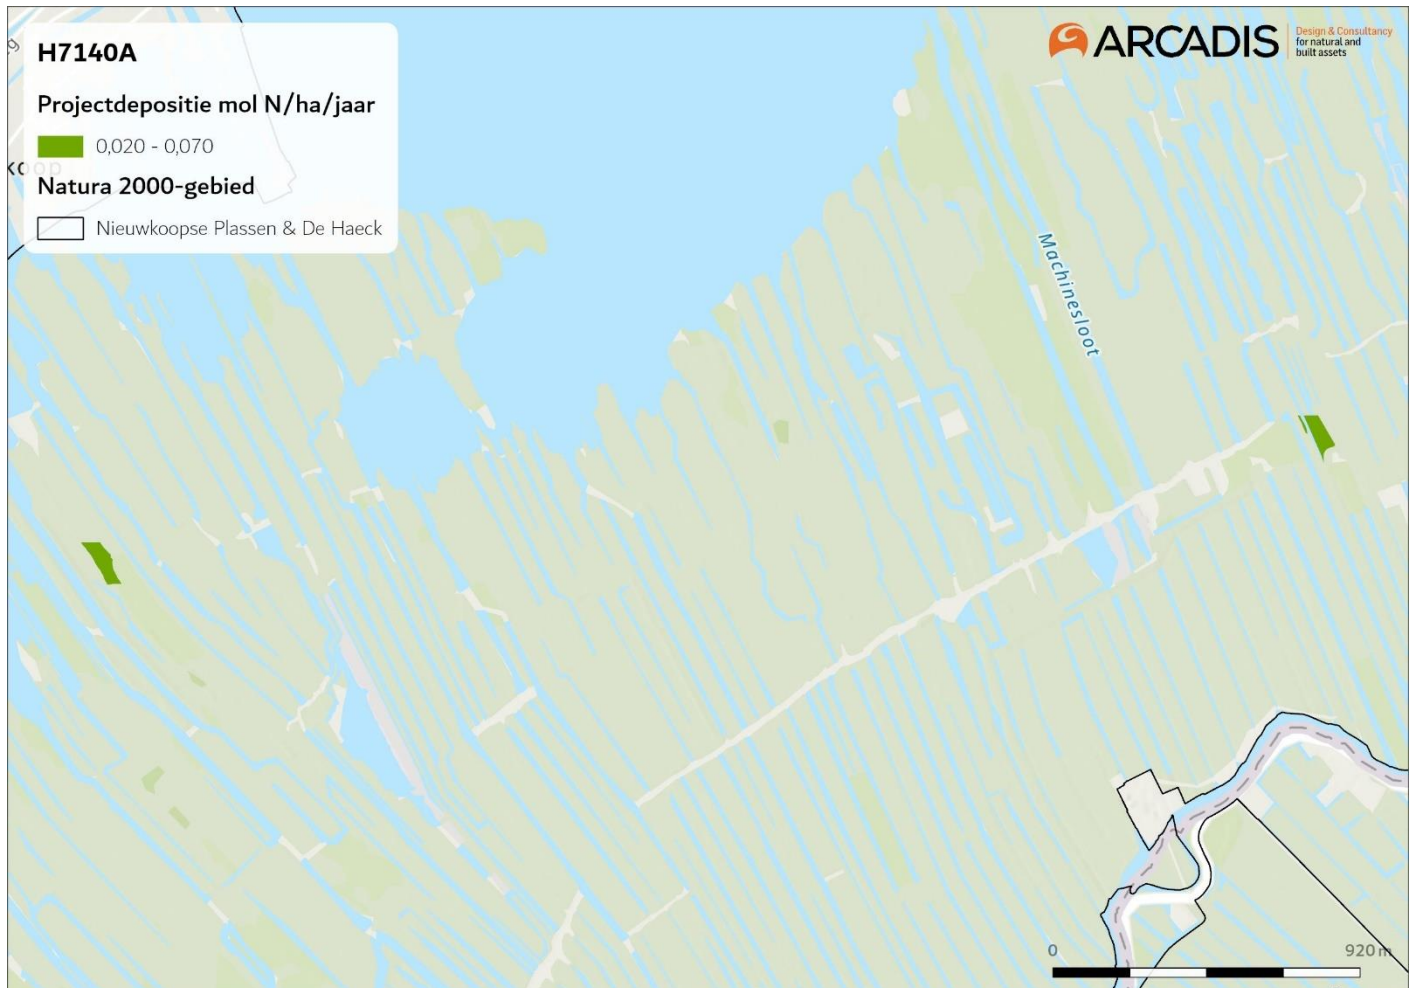 H7140A
Projectdepositie mol N/ha/jaar
0,020 - 0,070
Natura 2000-gebied
Nieuwkoopse Plassen & De Haeck
koop
ARCADIS
Design & Consultancy
for natural and
built assets
Machinesloot
0 920 m